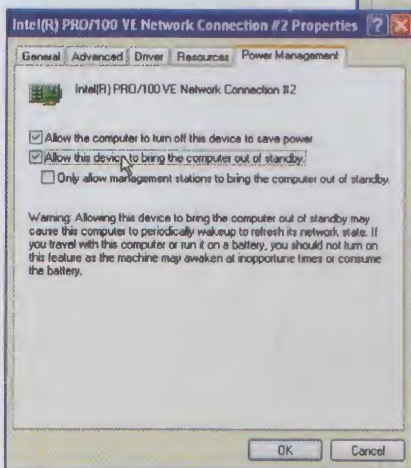 Intel(R) PRO/100 VE Network Connection #2 Properties
General Advanced Driver Resources Power Management
Intel(R) PRO/100 VE Network Connection #2
Allow the computer to turn off this device to save power
Allow this device to bring the computer out of standby.
Only allow management stations to bring the computer out of standby.
Warning: Allowing this device to bring the computer out of standby may
cause this computer to periodically wakeup to refresh its network state. If
you travel with this computer or run it on a battery, you should not turn on
this feature as the machine may awaken at inopportune times or consume
the battery.
OK Cancel